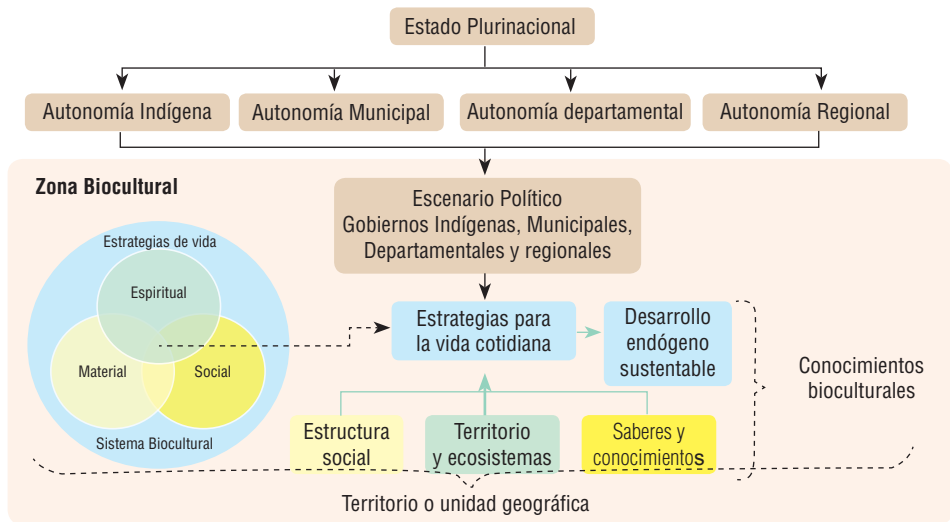 Estado Plurinacional
Autonomía Indígena
Autonomía Municipal
Autonomía departamental
Autonomía Regional
Zona Biocultural
Escenario Político
Gobiernos Indígenas, Municipales,
Departamentales y regionales
Estrategias de vida
Espiritual
Material
Social
Sistema Biocultural
Estrategias para
la vida cotidiana
Desarrollo
endógeno
sustentable
Conocimientos
bioculturales
Estructura
social
Territorio
y ecosistemas
Saberes y
conocimientos
Territorio o unidad geográfica